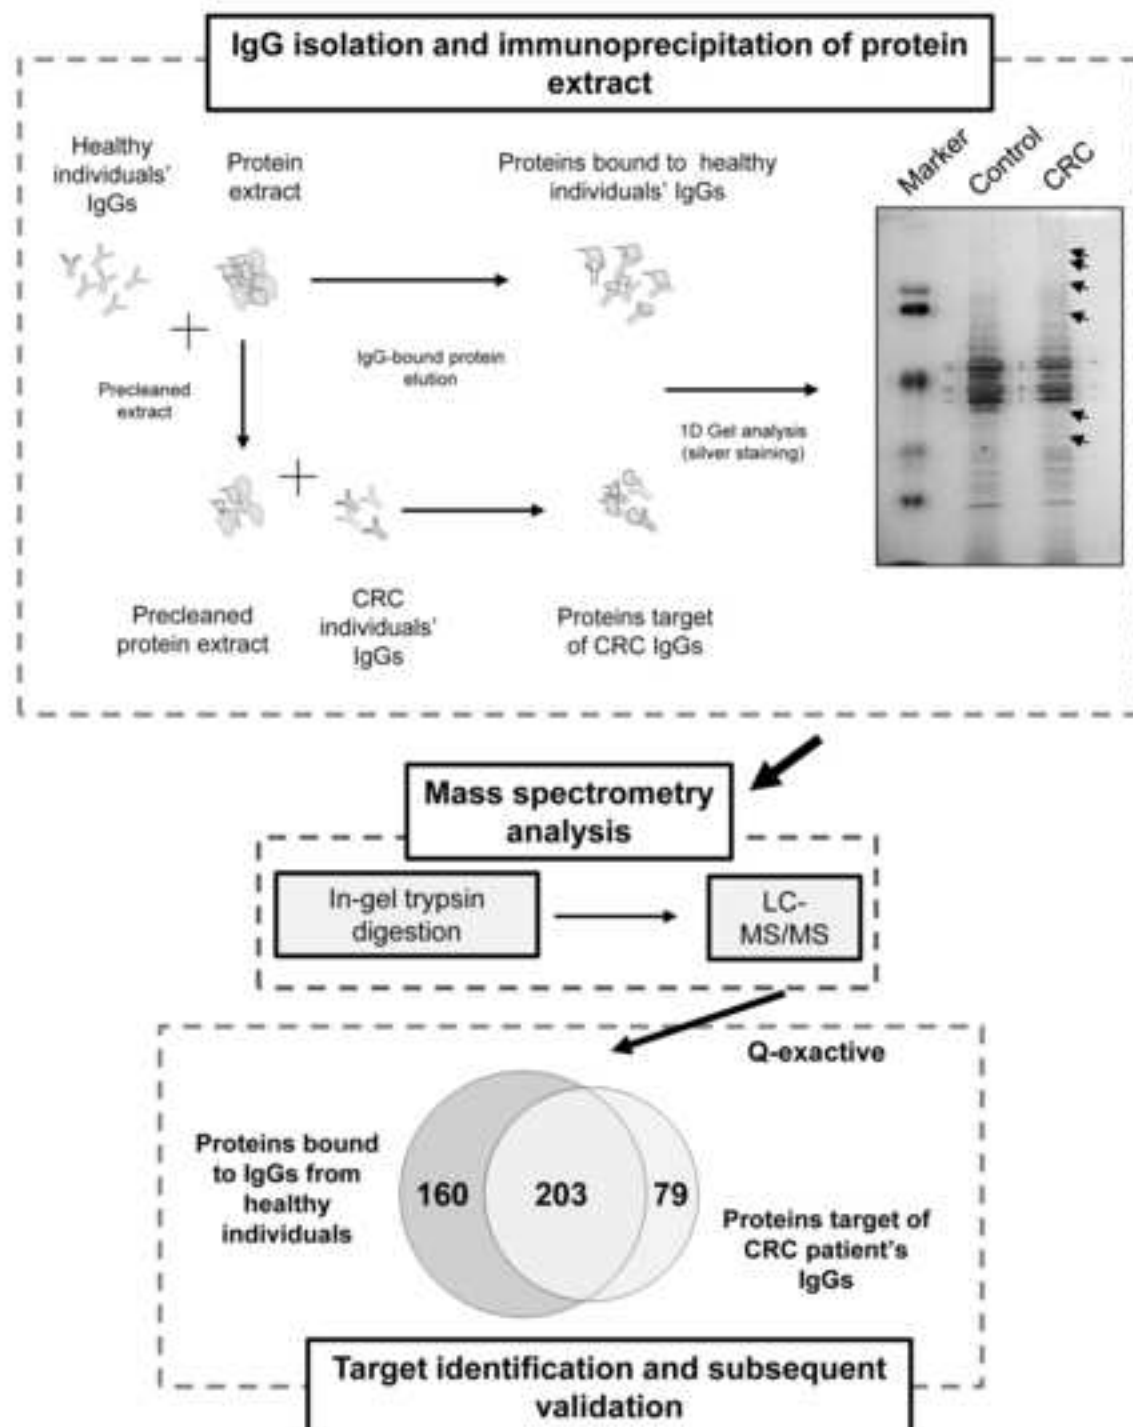 IgG isolation and immunoprecipitation of protein
extract
Healthy
individuals'
IgGs
Protein
extract
Proteins bound to healthy
individuals' IgGs
Marker
Control
CRC
Precleaned
extract
IgG-bound protein
elution
1D Gel analysis
(silver staining)
Precleaned
protein extract
CRC
individuals'
IgGs
Proteins target
of CRC IgGs
Mass spectrometry
analysis
In-gel trypsin
digestion
LC-
MS/MS
Q-exactive
Proteins bound
to IgGs from
healthy
individuals
160
203
79
Proteins target of
CRC patient's
IgGs
Target identification and subsequent
validation